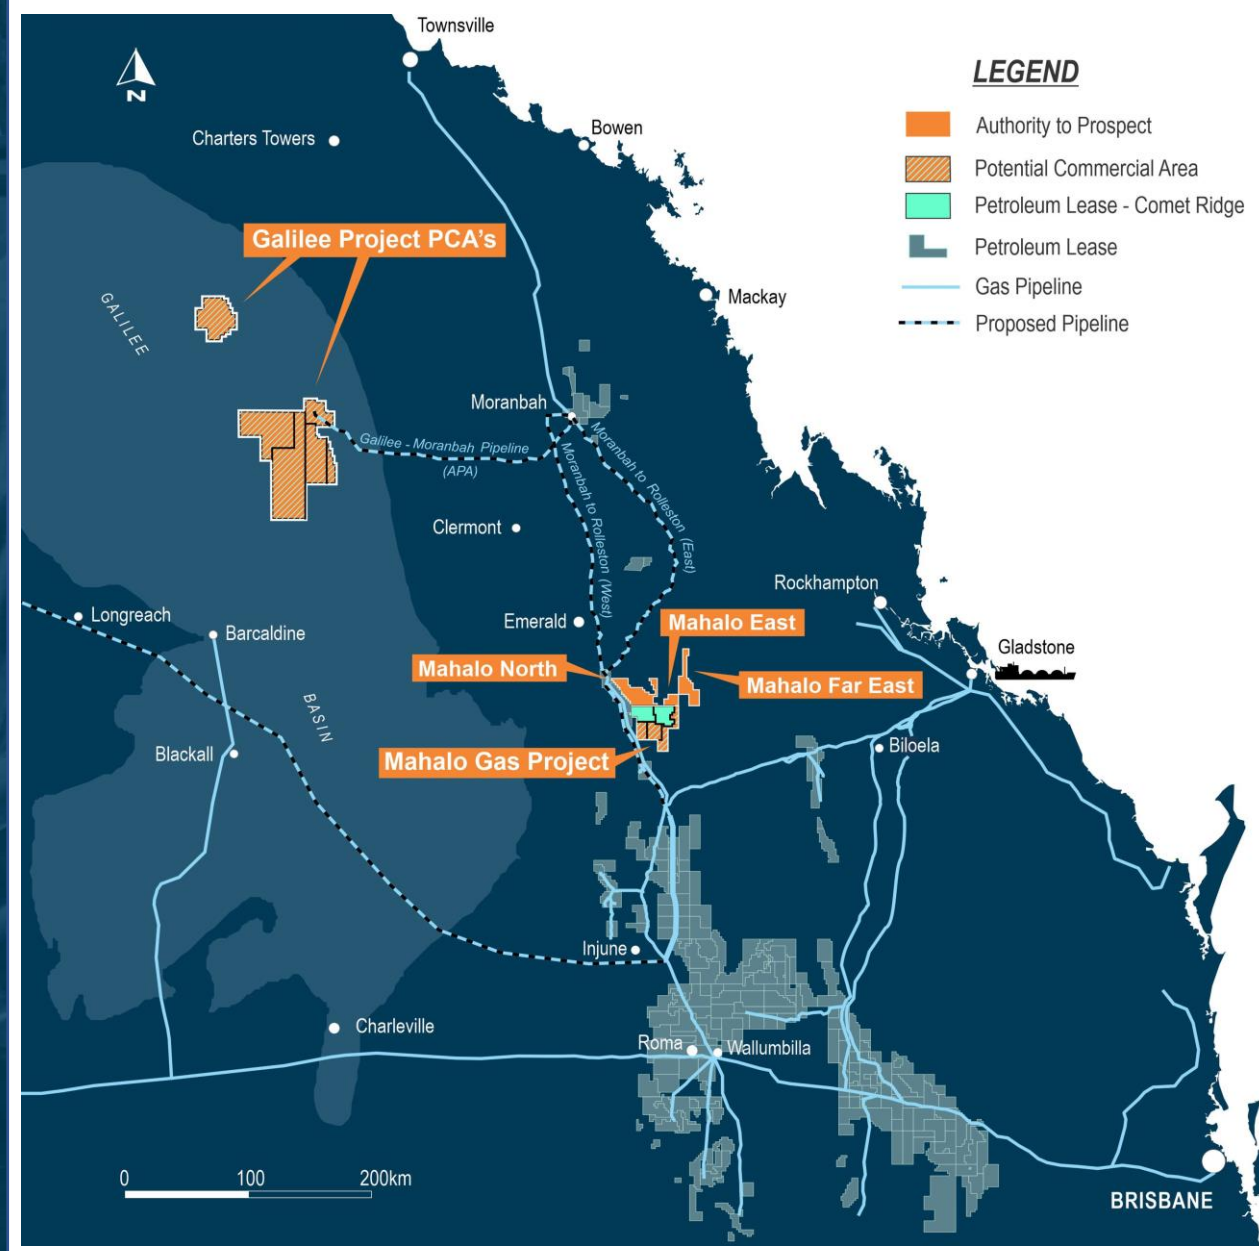 Townsville
LEGEND
N
Charters Towers
Bowen
Authority to Prospect
Potential Commercial Area
Petroleum Lease - Comet Ridge
Petroleum Lease
Gas Pipeline
Proposed Pipeline
Galilee Project PCA's
GALILEE
Mackay
Moranbah
Galilee - Moranbah Pipeline
(APA)
Moranbah to Rolleston (West)
Moranbah to Rolleston (East)
Clermont
Rockhampton
Longreach
Barcaldine
Emerald
Mahalo East
Gladstone
Mahalo North
Mahalo Far East
BASIN
Blackall
Mahalo Gas Project
Biloela
Injune
Charleville
Roma
Wallumbilla
0 100 200km
BRISBANE